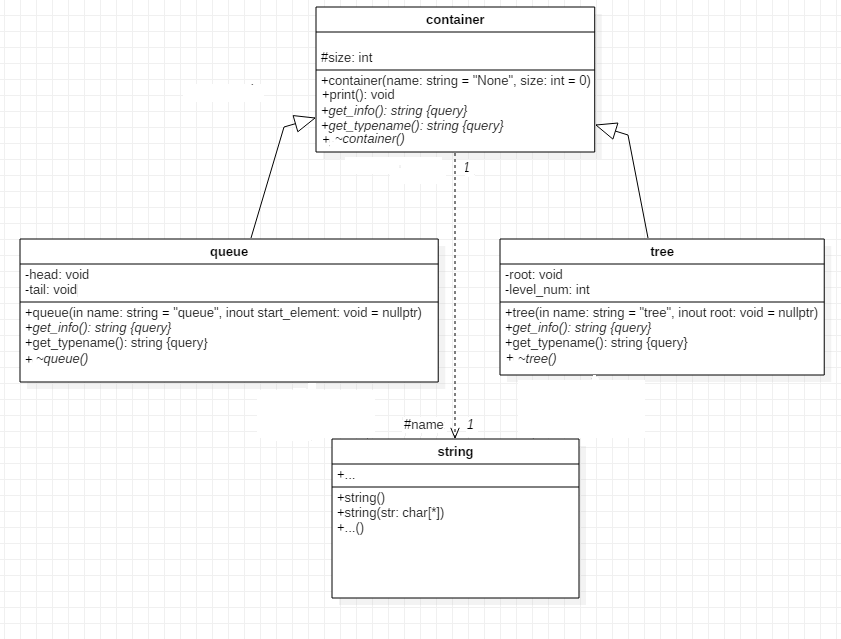 container
#size: int
+container(name: string = "None", size: int = 0)
+print(): void
+get_info(): string {query}
+get_typename(): string {query}
+ ~container()
1
queue
-head: void
-tail: void
+queue(in name: string = "queue", inout start_element: void = nullptr)
+get_info(): string {query}
+get_typename(): string {query}
+ ~queue()
tree
-root: void
-level_num: int
+tree(in name: string = "tree", inout root: void = nullptr)
+get_info(): string {query}
+get_typename(): string {query}
+ ~tree()
#name 1
string
+...
+string()
+string(str: char[*])
+...()